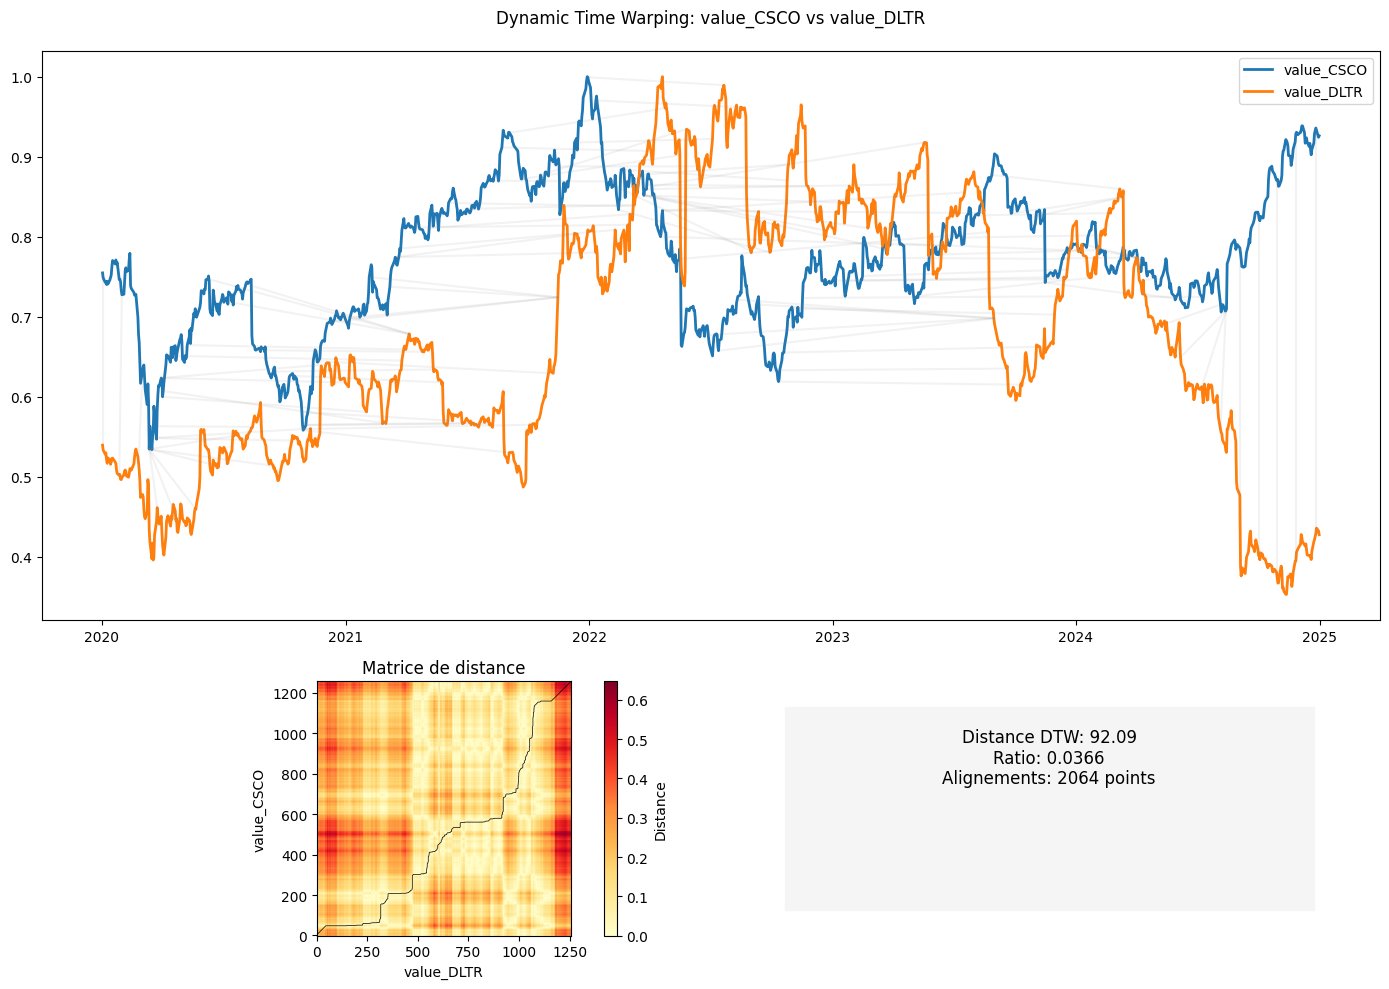 Dynamic Time Warping: value_CSCO vs value_DLTR
value_CSCO
value_DLTR
1.0
0.9
0.8
0.7
0.6
0.5
0.4
2020 2021 2022 2023 2024 2025
Matrice de distance
value_CSCO
1200
1000
800
600
400
200
0
0 250 500 750 1000 1250
value_DLTR
0.6
0.5
0.4
0.3
0.2
0.1
0.0
Distance
Distance DTW: 92.09
Ratio: 0.0366
Alignements: 2064 points